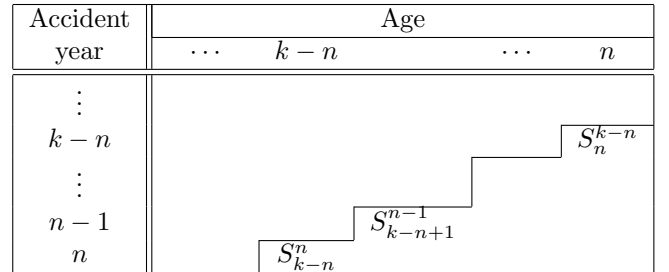 Accident Age
year ⋯ k − n ⋯ n
⋮
k − n S_n^{k−n}
⋮
n − 1 S_{k−n+1}^{n−1}
n S_{k−n}^n